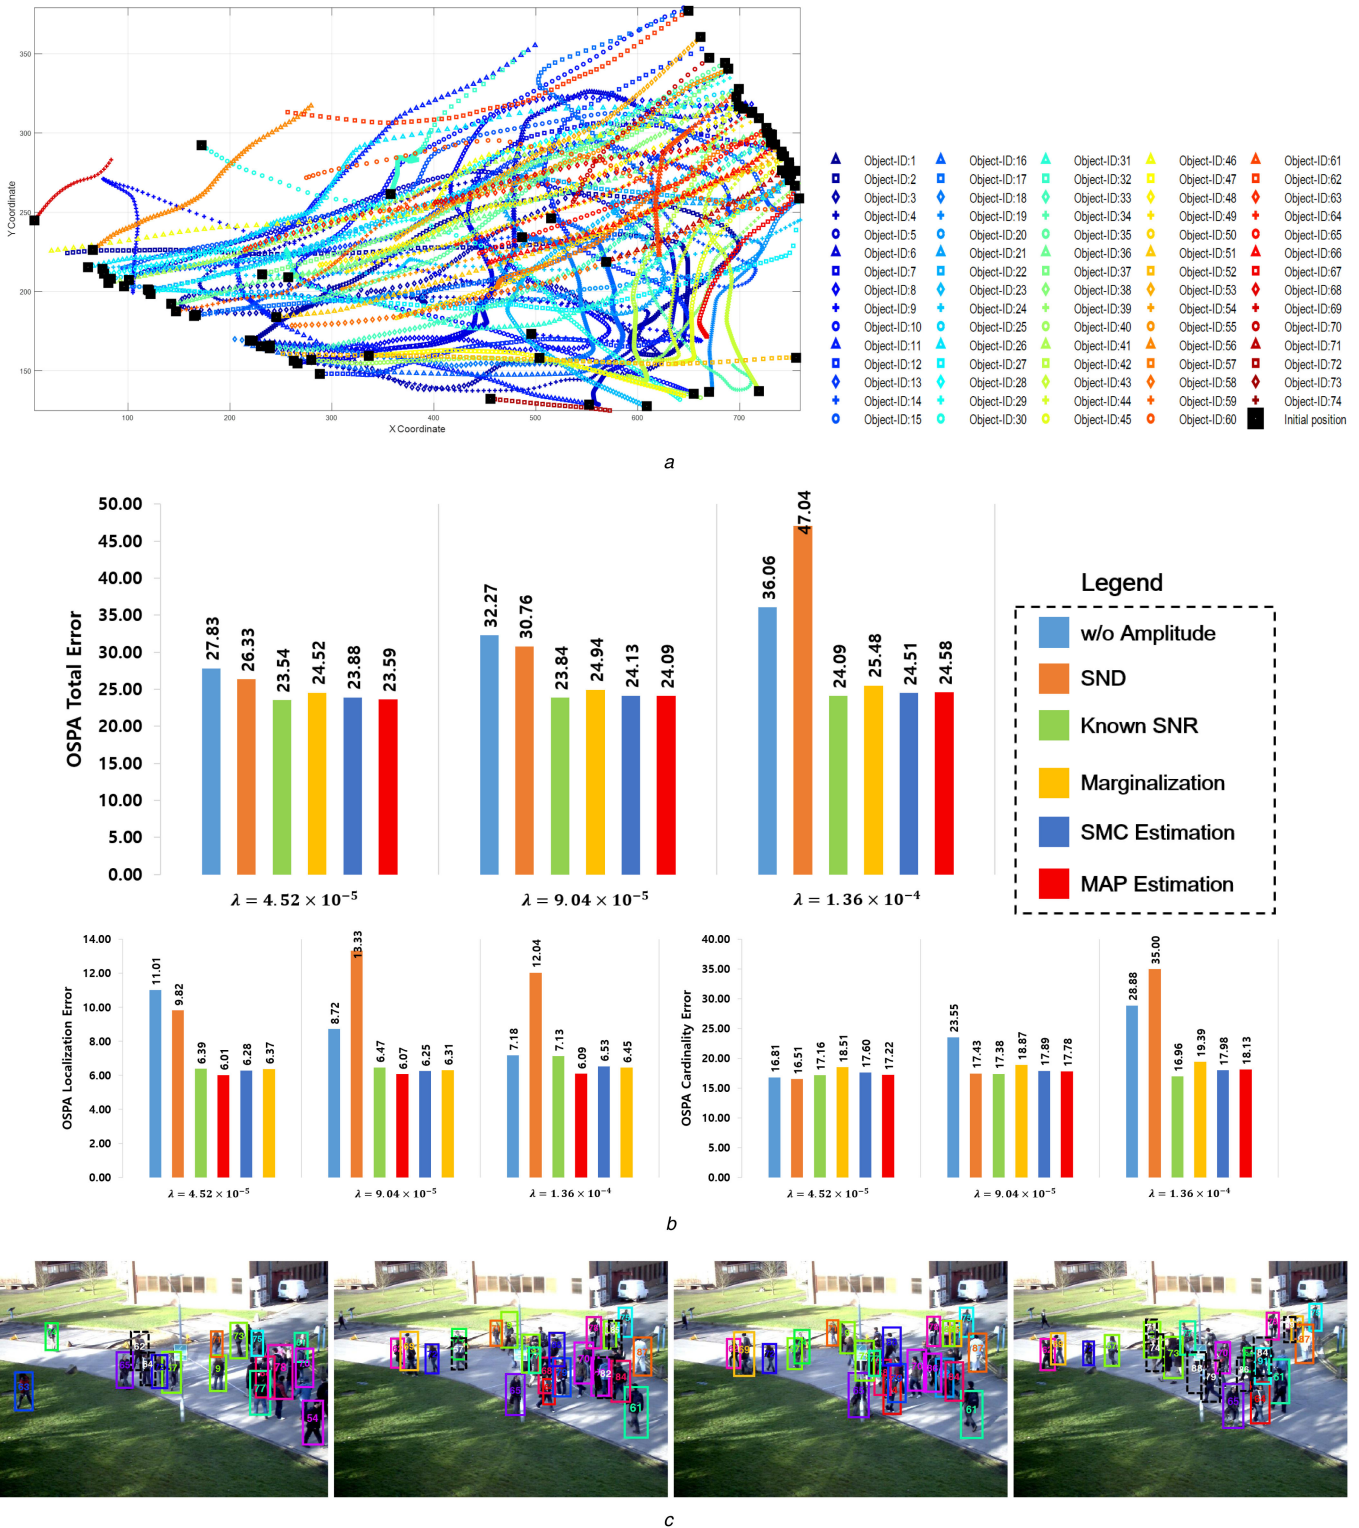 350
300
250
200
150
Y Coordinate
100 200 300 400 500 600 700
X Coordinate
Object-ID:1 Object-ID:16 Object-ID:31 Object-ID:46 Object-ID:61
Object-ID:2 Object-ID:17 Object-ID:32 Object-ID:47 Object-ID:62
Object-ID:3 Object-ID:18 Object-ID:33 Object-ID:48 Object-ID:63
Object-ID:4 Object-ID:19 Object-ID:34 Object-ID:49 Object-ID:64
Object-ID:5 Object-ID:20 Object-ID:35 Object-ID:50 Object-ID:65
Object-ID:6 Object-ID:21 Object-ID:36 Object-ID:51 Object-ID:66
Object-ID:7 Object-ID:22 Object-ID:37 Object-ID:52 Object-ID:67
Object-ID:8 Object-ID:23 Object-ID:38 Object-ID:53 Object-ID:68
Object-ID:9 Object-ID:24 Object-ID:39 Object-ID:54 Object-ID:69
Object-ID:10 Object-ID:25 Object-ID:40 Object-ID:55 Object-ID:70
Object-ID:11 Object-ID:26 Object-ID:41 Object-ID:56 Object-ID:71
Object-ID:12 Object-ID:27 Object-ID:42 Object-ID:57 Object-ID:72
Object-ID:13 Object-ID:28 Object-ID:43 Object-ID:58 Object-ID:73
Object-ID:14 Object-ID:29 Object-ID:44 Object-ID:59 Object-ID:74
Object-ID:15 Object-ID:30 Object-ID:45 Object-ID:60 Initial position
a
OSPA Total Error
50.00
45.00
40.00
35.00
30.00
25.00
20.00
15.00
10.00
5.00
0.00
27.83 26.33 23.54 24.52 23.88 23.59
32.27 30.76 23.84 24.94 24.13 24.09
36.06 47.04 24.09 25.48 24.51 24.58
λ = 4.52 × 10⁻⁵ λ = 9.04 × 10⁻⁵ λ = 1.36 × 10⁻⁴
Legend
w/o Amplitude
SND
Known SNR
Marginalization
SMC Estimation
MAP Estimation
OSPA Localization Error
14.00
12.00
10.00
8.00
6.00
4.00
2.00
0.00
11.01 9.82 6.39 6.01 6.28 6.37
8.72 13.33 6.47 6.07 6.25 6.31
7.18 12.04 7.13 6.09 6.53 6.45
λ = 4.52 × 10⁻⁵ λ = 9.04 × 10⁻⁵ λ = 1.36 × 10⁻⁴
OSPA Cardinality Error
40.00
35.00
30.00
25.00
20.00
15.00
10.00
5.00
0.00
16.81 16.51 17.16 18.51 17.60 17.22
23.55 17.43 17.38 18.87 17.89 17.78
28.88 35.00 16.96 19.39 17.98 18.13
λ = 4.52 × 10⁻⁵ λ = 9.04 × 10⁻⁵ λ = 1.36 × 10⁻⁴
b
73
62
84
9
77
54
82
84
61
87
61
73
88
79
84
87
61
c